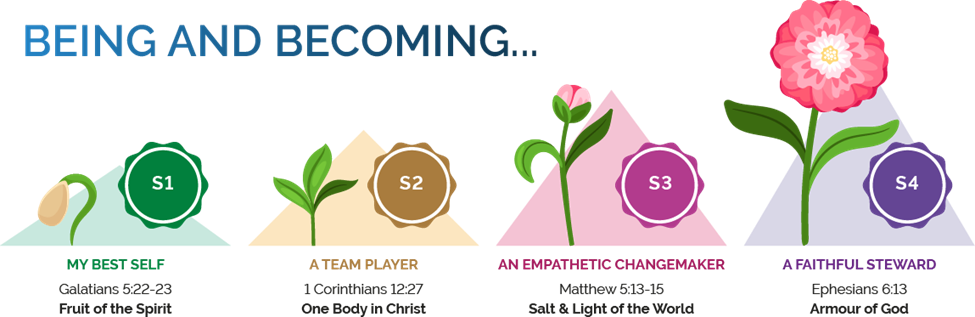 BEING AND BECOMING...
S1
MY BEST SELF
Galatians 5:22-23
Fruit of the Spirit
S2
A TEAM PLAYER
1 Corinthians 12:27
One Body in Christ
S3
AN EMPATHETIC CHANGEMAKER
Matthew 5:13-15
Salt & Light of the World
S4
A FAITHFUL STEWARD
Ephesians 6:13
Armour of God